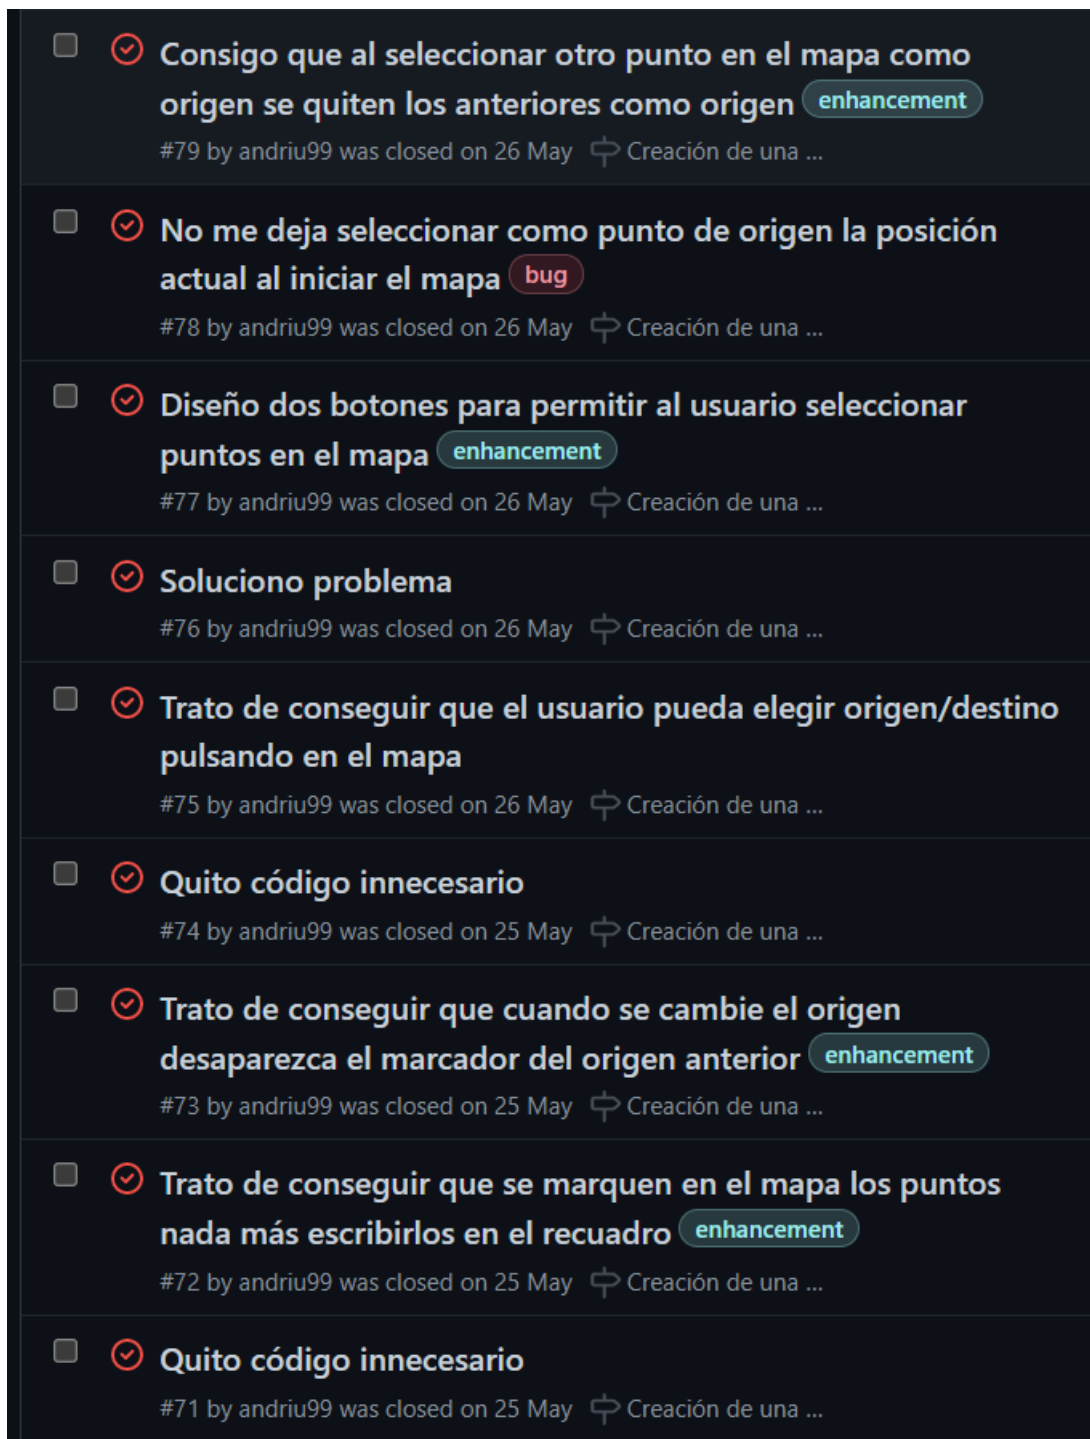 Consigo que al seleccionar otro punto en el mapa como
origen se quiten los anteriores como origen enhancement
#79 by andriu99 was closed on 26 May Creación de una ...
No me deja seleccionar como punto de origen la posición
actual al iniciar el mapa bug
#78 by andriu99 was closed on 26 May Creación de una ...
Diseño dos botones para permitir al usuario seleccionar
puntos en el mapa enhancement
#77 by andriu99 was closed on 26 May Creación de una ...
Soluciono problema
#76 by andriu99 was closed on 26 May Creación de una ...
Trato de conseguir que el usuario pueda elegir origen/destino
pulsando en el mapa
#75 by andriu99 was closed on 26 May Creación de una ...
Quito código innecesario
#74 by andriu99 was closed on 25 May Creación de una ...
Trato de conseguir que cuando se cambie el origen
desaparezca el marcador del origen anterior enhancement
#73 by andriu99 was closed on 25 May Creación de una ...
Trato de conseguir que se marquen en el mapa los puntos
nada más escribirlos en el recuadro enhancement
#72 by andriu99 was closed on 25 May Creación de una ...
Quito código innecesario
#71 by andriu99 was closed on 25 May Creación de una ...